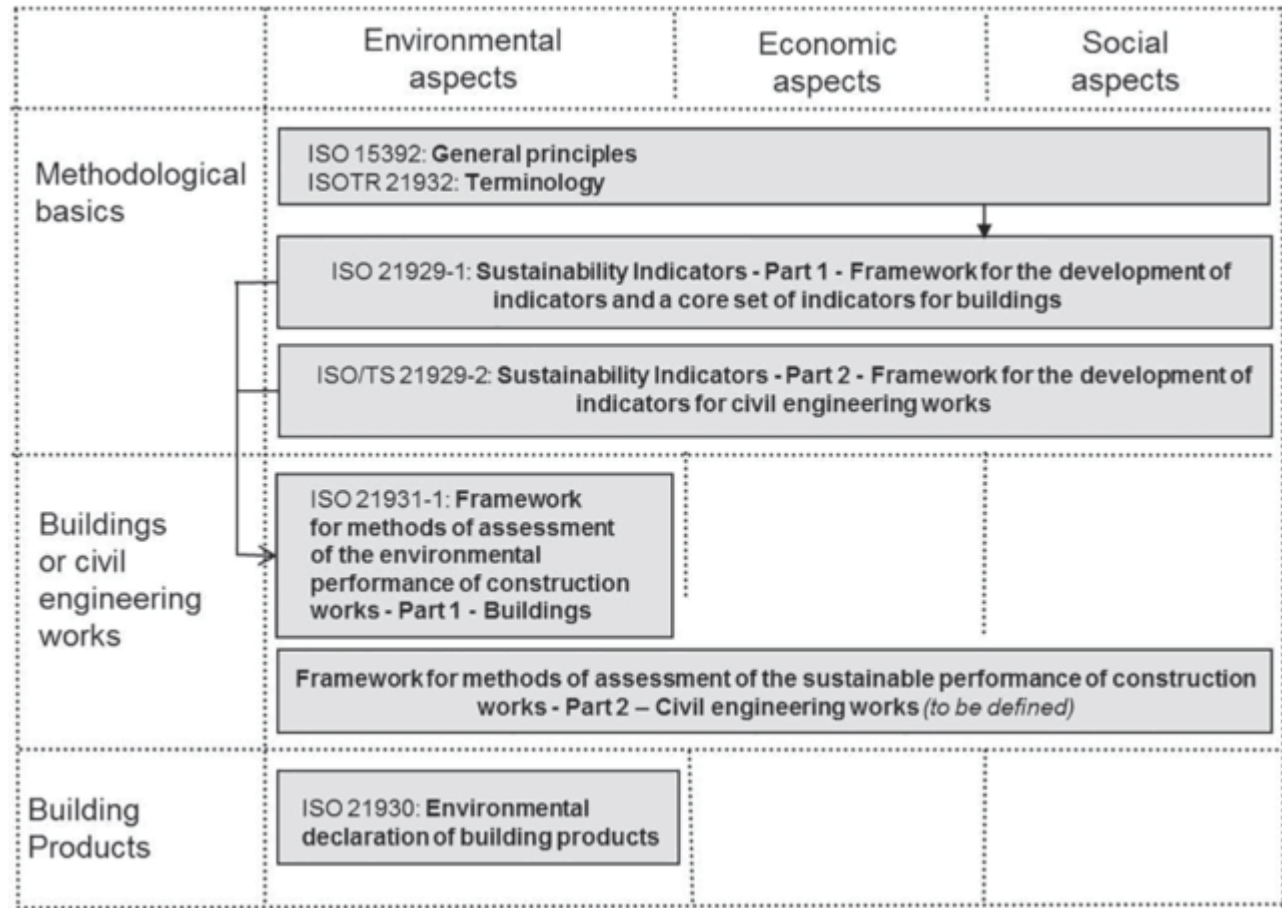 Environmental
aspects
Economic
aspects
Social
aspects
Methodological
basics
ISO 15392: General principles
ISOTR 21932: Terminology
ISO 21929-1: Sustainability Indicators - Part 1 - Framework for the development of
indicators and a core set of indicators for buildings
ISO/TS 21929-2: Sustainability Indicators - Part 2 - Framework for the development of
indicators for civil engineering works
Buildings
or civil
engineering
works
ISO 21931-1: Framework
for methods of assessment
of the environmental
performance of construction
works - Part 1 - Buildings
Framework for methods of assessment of the sustainable performance of construction
works - Part 2 – Civil engineering works (to be defined)
Building
Products
ISO 21930: Environmental
declaration of building products